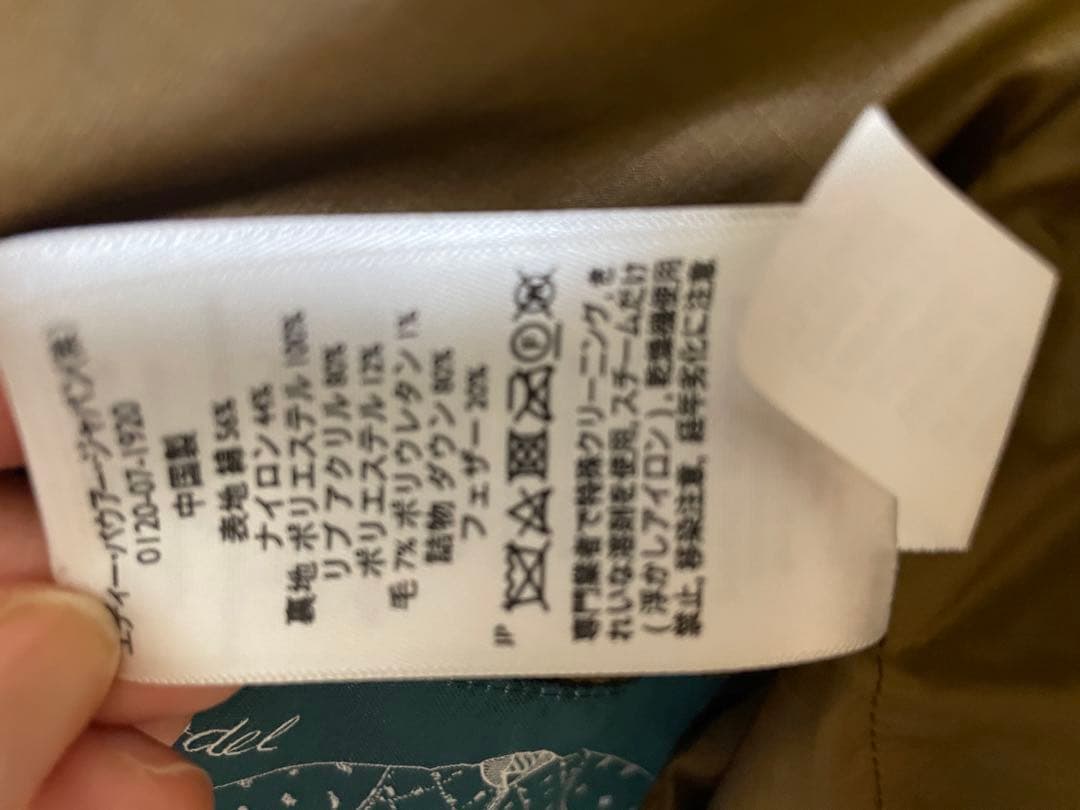 エディー・バウアー・ジャパン(株)
0120-07-1920
中国製
表地 綿 56%
ナイロン 44%
裏地 ポリエステル 100%
リブ アクリル 80%
ポリエステル 12%
毛 7% ポリウレタン 1%
詰物 ダウン 80%
フェザー 20%
P
JP
専門業者で特殊クリーニング,き
れいな溶剤を使用,スチームだけ
(浮かしアイロン),乾燥機使用
禁止,移染注意,経年劣化に注意
del